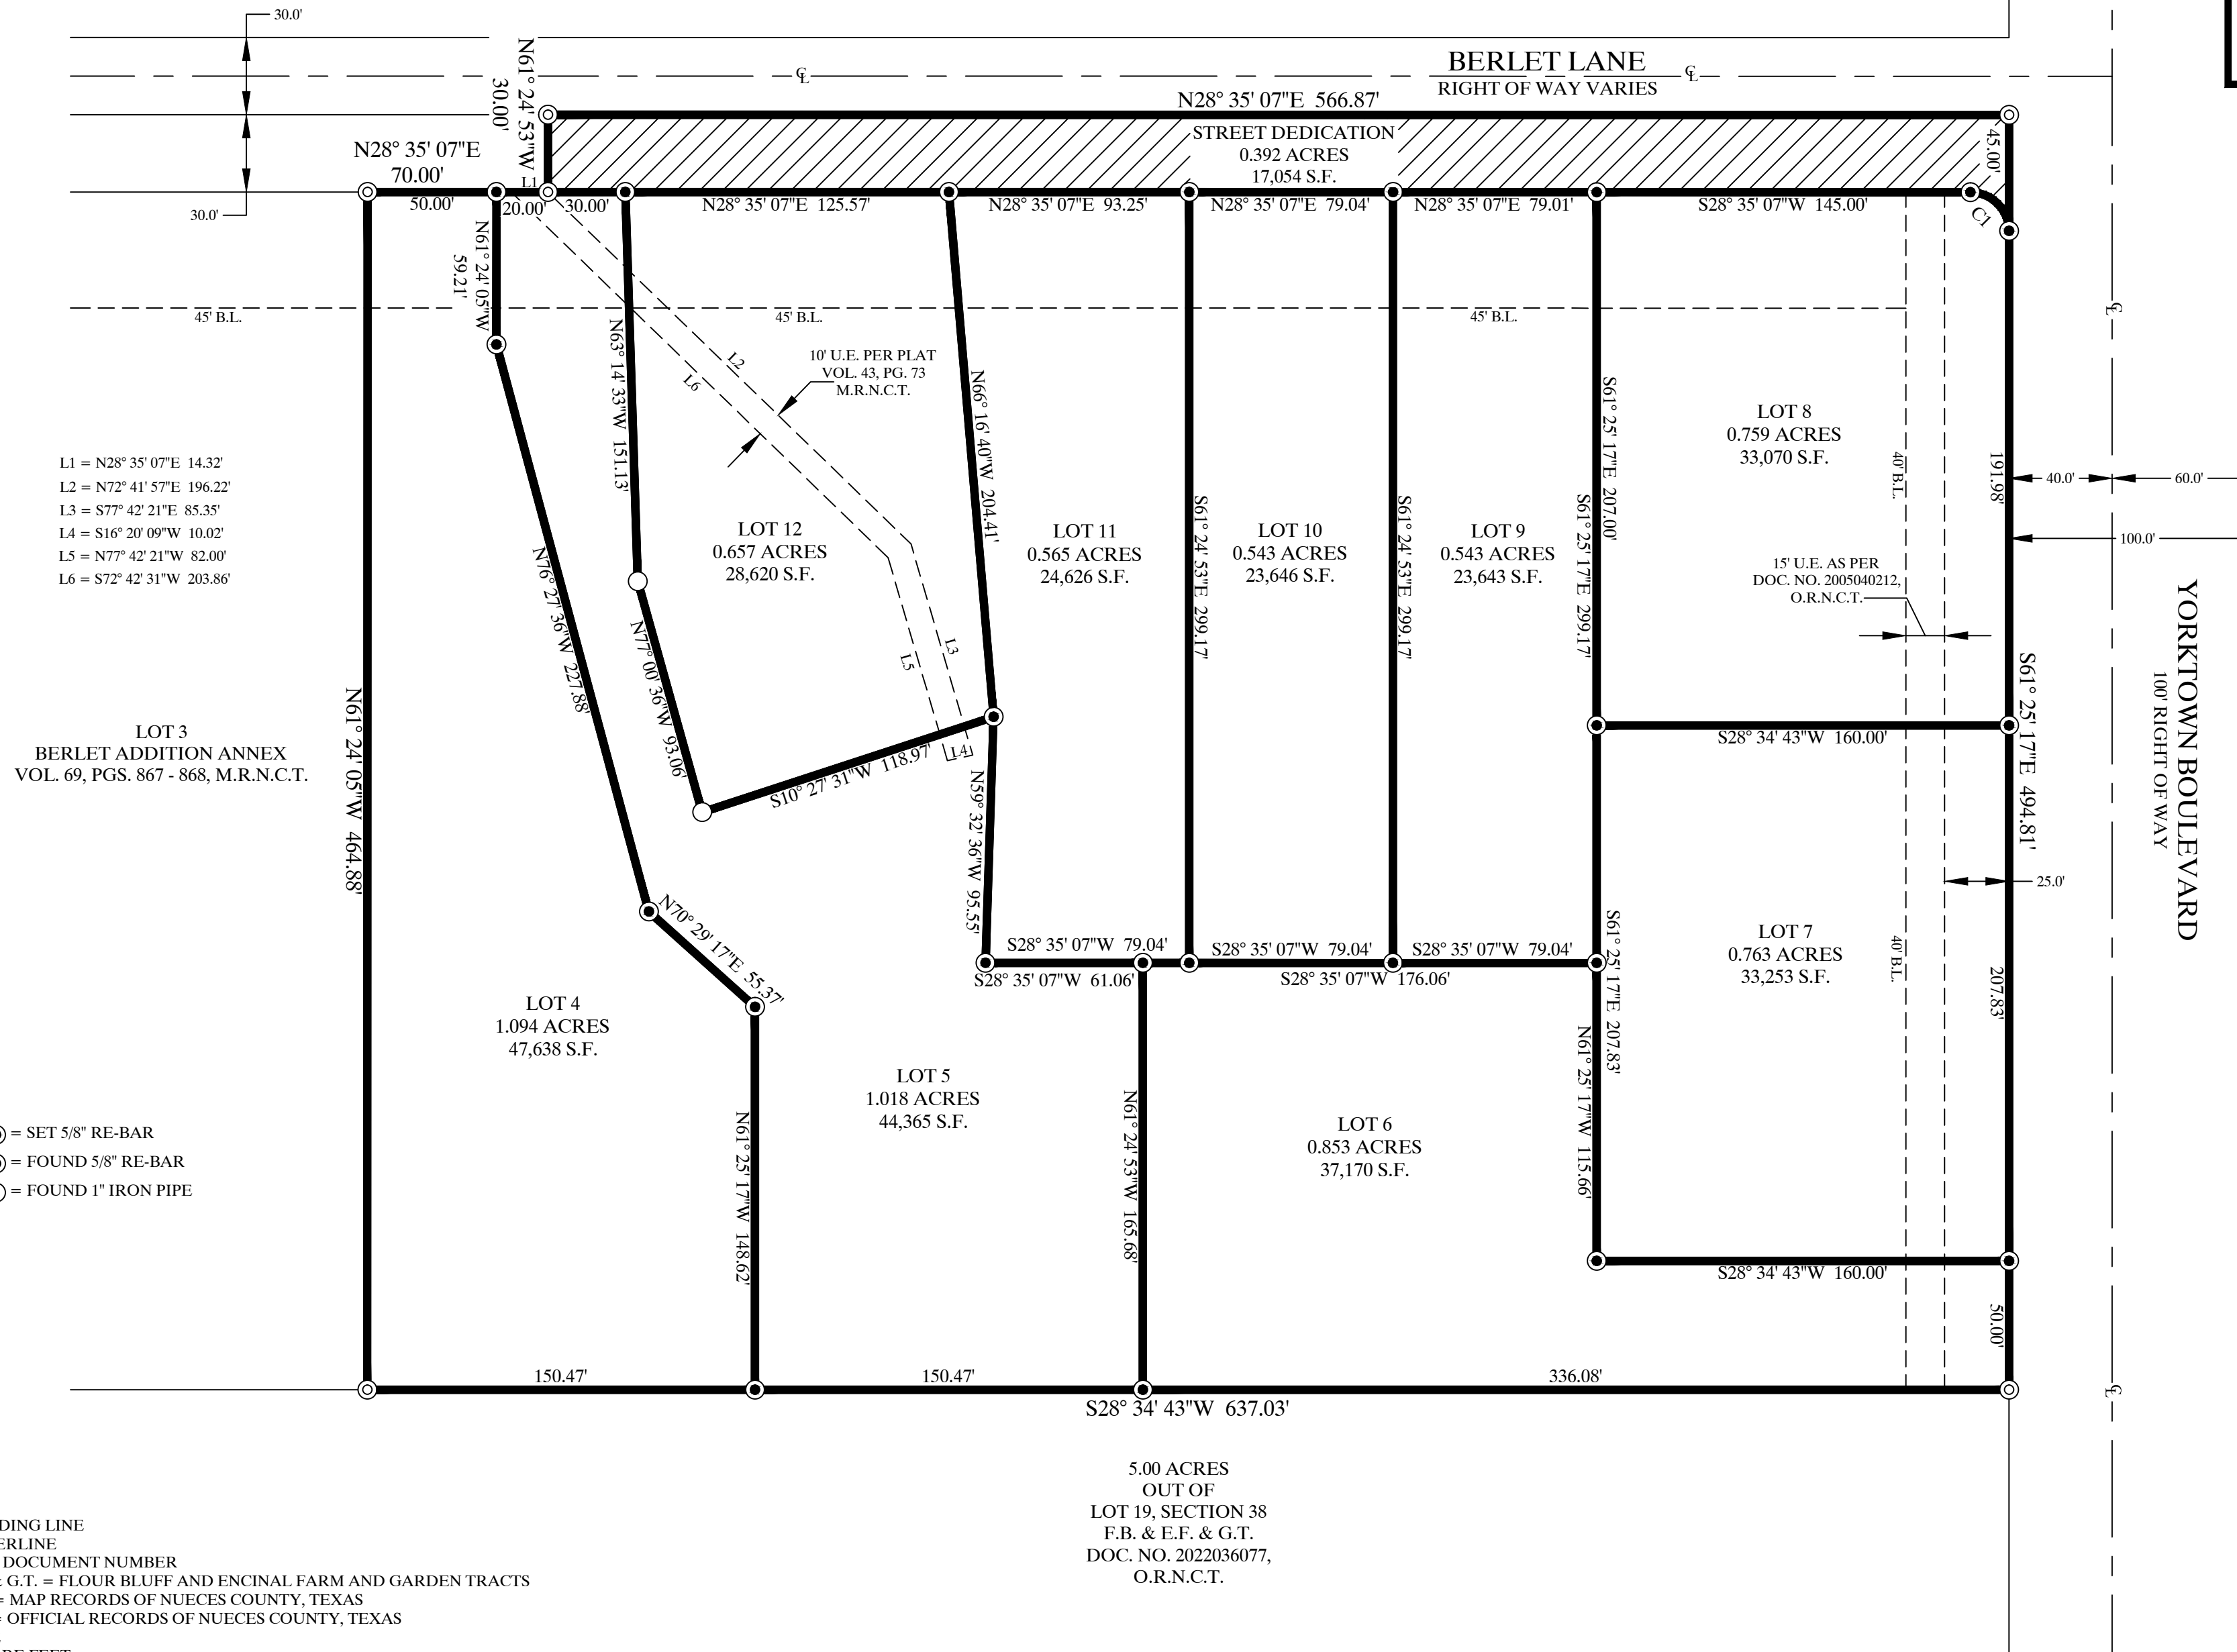 30.0'
BERLET LANE
RIGHT OF WAY VARIES
℄
℄
N61° 24' 53"W
30.00'
N28° 35' 07"E 566.87'
STREET DEDICATION
0.392 ACRES
17,054 S.F.
45.00'
N28° 35' 07"E
70.00'
L1
30.0'
50.00'
20.00'
30.00'
N28° 35' 07"E 125.57'
N28° 35' 07"E 93.25'
N28° 35' 07"E 79.04'
N28° 35' 07"E 79.01'
S28° 35' 07"W 145.00'
C1
N61° 24' 05"W
59.21'
45' B.L.
45' B.L.
45' B.L.
℄
N63° 14' 33"W 151.13'
L2
L6
10' U.E. PER PLAT
VOL. 43, PG. 73
M.R.N.C.T.
N66° 16' 40"W 204.41'
S61° 25' 17"E 207.00'
LOT 8
0.759 ACRES
33,070 S.F.
40' B.L.
191.98'
40.0'
60.0'
100.0'
L1 = N28° 35' 07"E 14.32'
L2 = N72° 41' 57"E 196.22'
L3 = S77° 42' 21"E 85.35'
L4 = S16° 20' 09"W 10.02'
L5 = N77° 42' 21"W 82.00'
L6 = S72° 42' 31"W 203.86'
LOT 12
0.657 ACRES
28,620 S.F.
LOT 11
0.565 ACRES
24,626 S.F.
S61° 24' 53"E 299.17'
LOT 10
0.543 ACRES
23,646 S.F.
S61° 24' 53"E 299.17'
LOT 9
0.543 ACRES
23,643 S.F.
S61° 25' 17"E 299.17'
15' U.E. AS PER
DOC. NO. 2005040212,
O.R.N.C.T.
YORKTOWN BOULEVARD
100' RIGHT OF WAY
N76° 27' 36"W 227.88'
N77° 00' 36"W 93.06'
L3
L5
L4
S10° 27' 31"W 118.97'
S28° 34' 43"W 160.00'
S61° 25' 17"E 494.81'
LOT 3
BERLET ADDITION ANNEX
VOL. 69, PGS. 867 - 868, M.R.N.C.T.
N61° 24' 05"W 464.88'
N59° 32' 36"W 95.55'
25.0'
N70° 29' 17"E 55.37'
S28° 35' 07"W 79.04'
S28° 35' 07"W 79.04'
S28° 35' 07"W 79.04'
S28° 35' 07"W 61.06'
S28° 35' 07"W 176.06'
S61° 25' 17"E 207.83'
LOT 7
0.763 ACRES
33,253 S.F.
40' B.L.
207.83'
LOT 4
1.094 ACRES
47,638 S.F.
LOT 5
1.018 ACRES
44,365 S.F.
N61° 25' 17"W 148.62'
N61° 24' 53"W 165.68'
LOT 6
0.853 ACRES
37,170 S.F.
N61° 25' 17"W 115.66'
= SET 5/8" RE-BAR
= FOUND 5/8" RE-BAR
= FOUND 1" IRON PIPE
S28° 34' 43"W 160.00'
50.00'
150.47'
150.47'
336.08'
℄
S28° 34' 43"W 637.03'
5.00 ACRES
OUT OF
LOT 19, SECTION 38
F.B. & E.F. & G.T.
DOC. NO. 2022036077,
O.R.N.C.T.
DING LINE
ERLINE
DOCUMENT NUMBER
G.T. = FLOUR BLUFF AND ENCINAL FARM AND GARDEN TRACTS
= MAP RECORDS OF NUECES COUNTY, TEXAS
= OFFICIAL RECORDS OF NUECES COUNTY, TEXAS